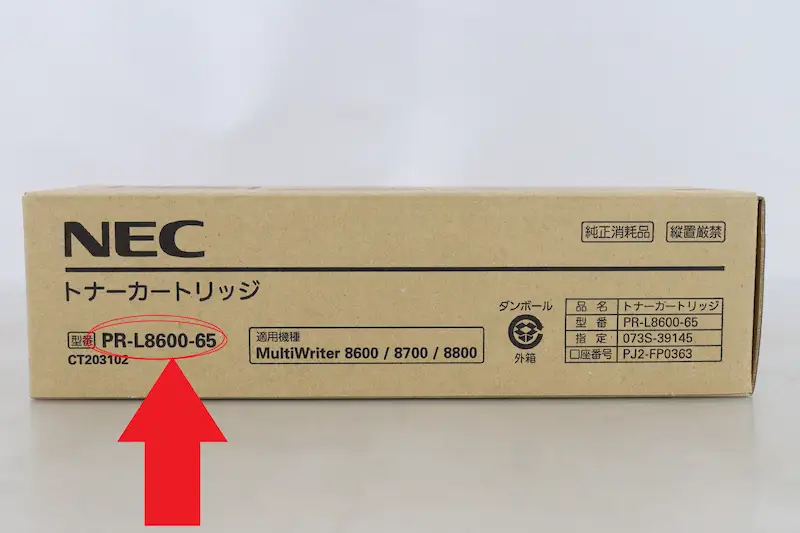 NEC
純正消耗品 縦置厳禁
トナーカートリッジ
型番 PR-L8600-65
CT203102
適用機種
MultiWriter 8600 / 8700 / 8800
ダンボール
外箱
品名 トナーカートリッジ
型番 PR-L8600-65
指定 073S-39145
口座番号 PJ2-FP0363